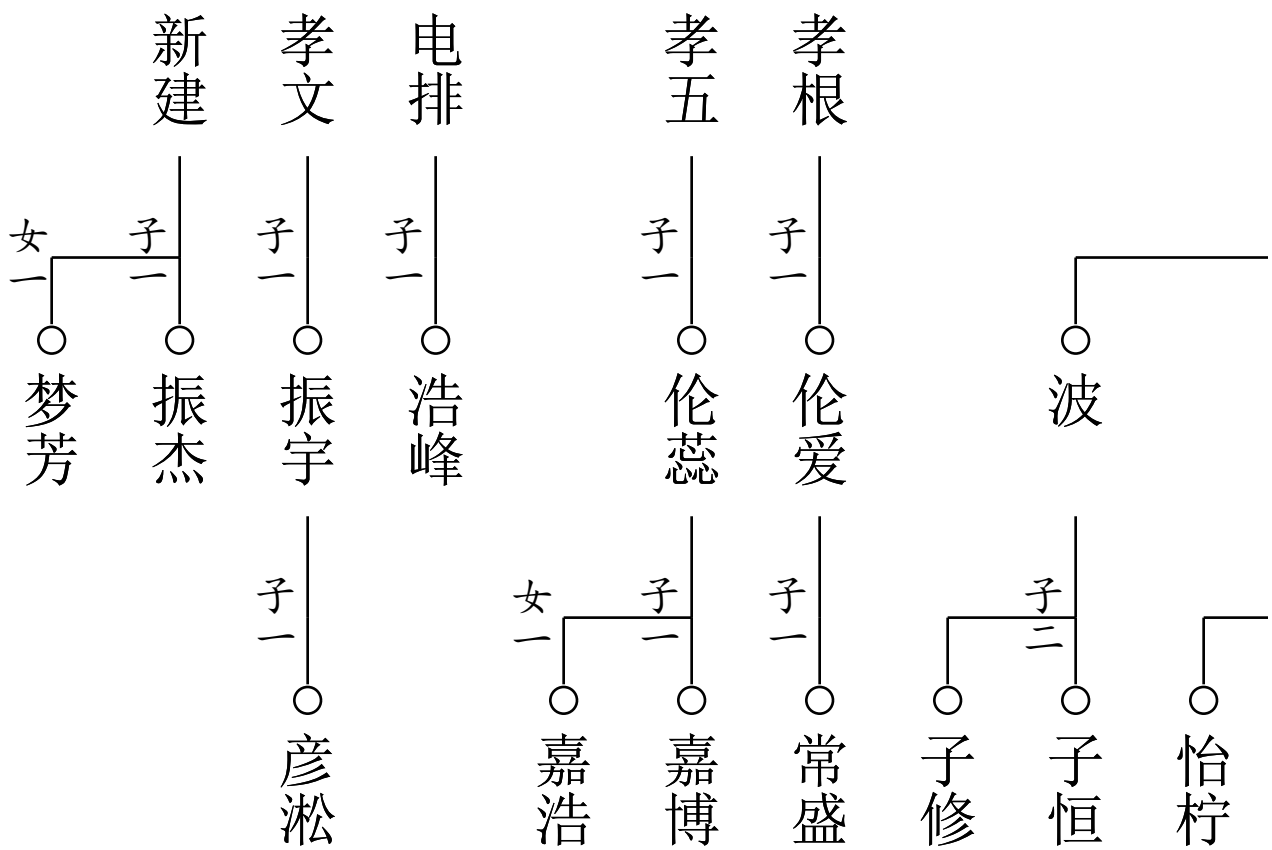 新建
孝文
电排
孝五
孝根
女一
子一
子一
子一
子一
子一
梦芳
振杰
振宇
浩峰
伦蕊
伦爱
波
子一
女一
子一
子一
子二
彦淞
嘉浩
嘉博
常盛
子修
子恒
怡柠